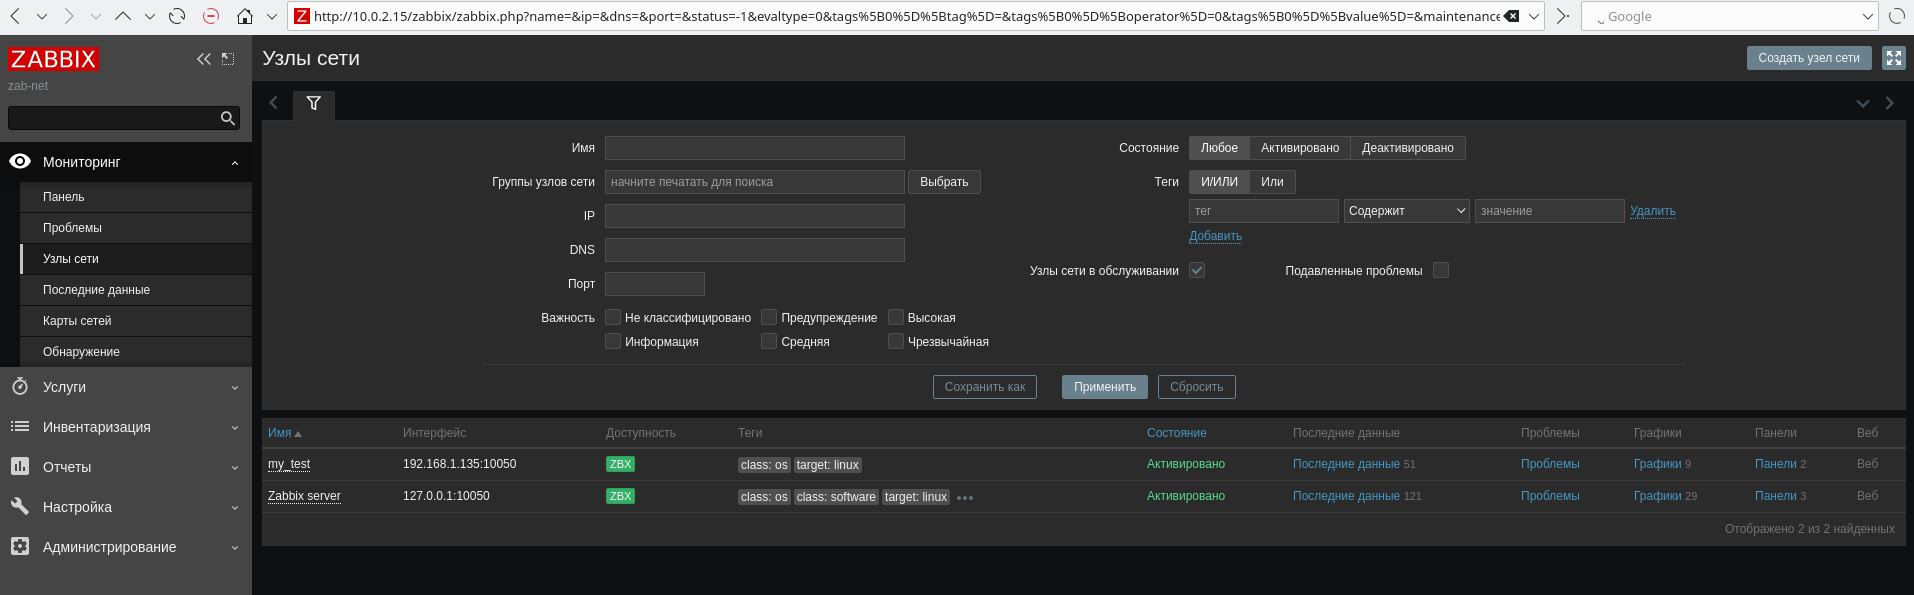 http://10.0.2.15/zabbix/zabbix.php?name=&ip=&dns=&port=&status=-1&evaltype=0&tags%5B0%5D%5Btag%5D=&tags%5B0%5D%5Boperator%5D=0&tags%5B0%5D%5Bvalue%5D=&maintenance
Google
ZABBIX
zab-net
Мониторинг
Панель
Проблемы
Узлы сети
Последние данные
Карты сетей
Обнаружение
Услуги
Инвентаризация
Отчеты
Настройка
Администрирование
Узлы сети
Создать узел сети
Имя
Группы узлов сети начните печатать для поиска Выбрать
IP
DNS
Порт
Важность Не классифицировано Предупреждение Высокая
Информация Средняя Чрезвычайная
Состояние Любое Активировано Деактивировано
Теги И/ИЛИ Или
тег Содержит значение Удалить
Добавить
Узлы сети в обслуживании Подавленные проблемы
Сохранить как Применить Сбросить
Имя Интерфейс Доступность Теги Состояние Последние данные Проблемы Графики Панели Веб
my_test 192.168.1.135:10050 ZBX class: os target: linux Активировано Последние данные 51 Проблемы Графики 9 Панели 2 Веб
Zabbix server 127.0.0.1:10050 ZBX class: os class: software target: linux ••• Активировано Последние данные 121 Проблемы Графики 29 Панели 3 Веб
Отображено 2 из 2 найденных